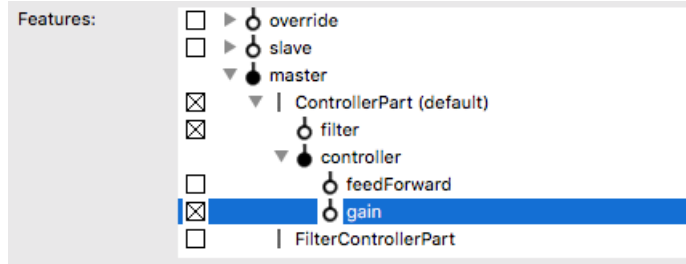 Features:
override
slave
master
ControllerPart (default)
filter
controller
feedForward
gain
FilterControllerPart